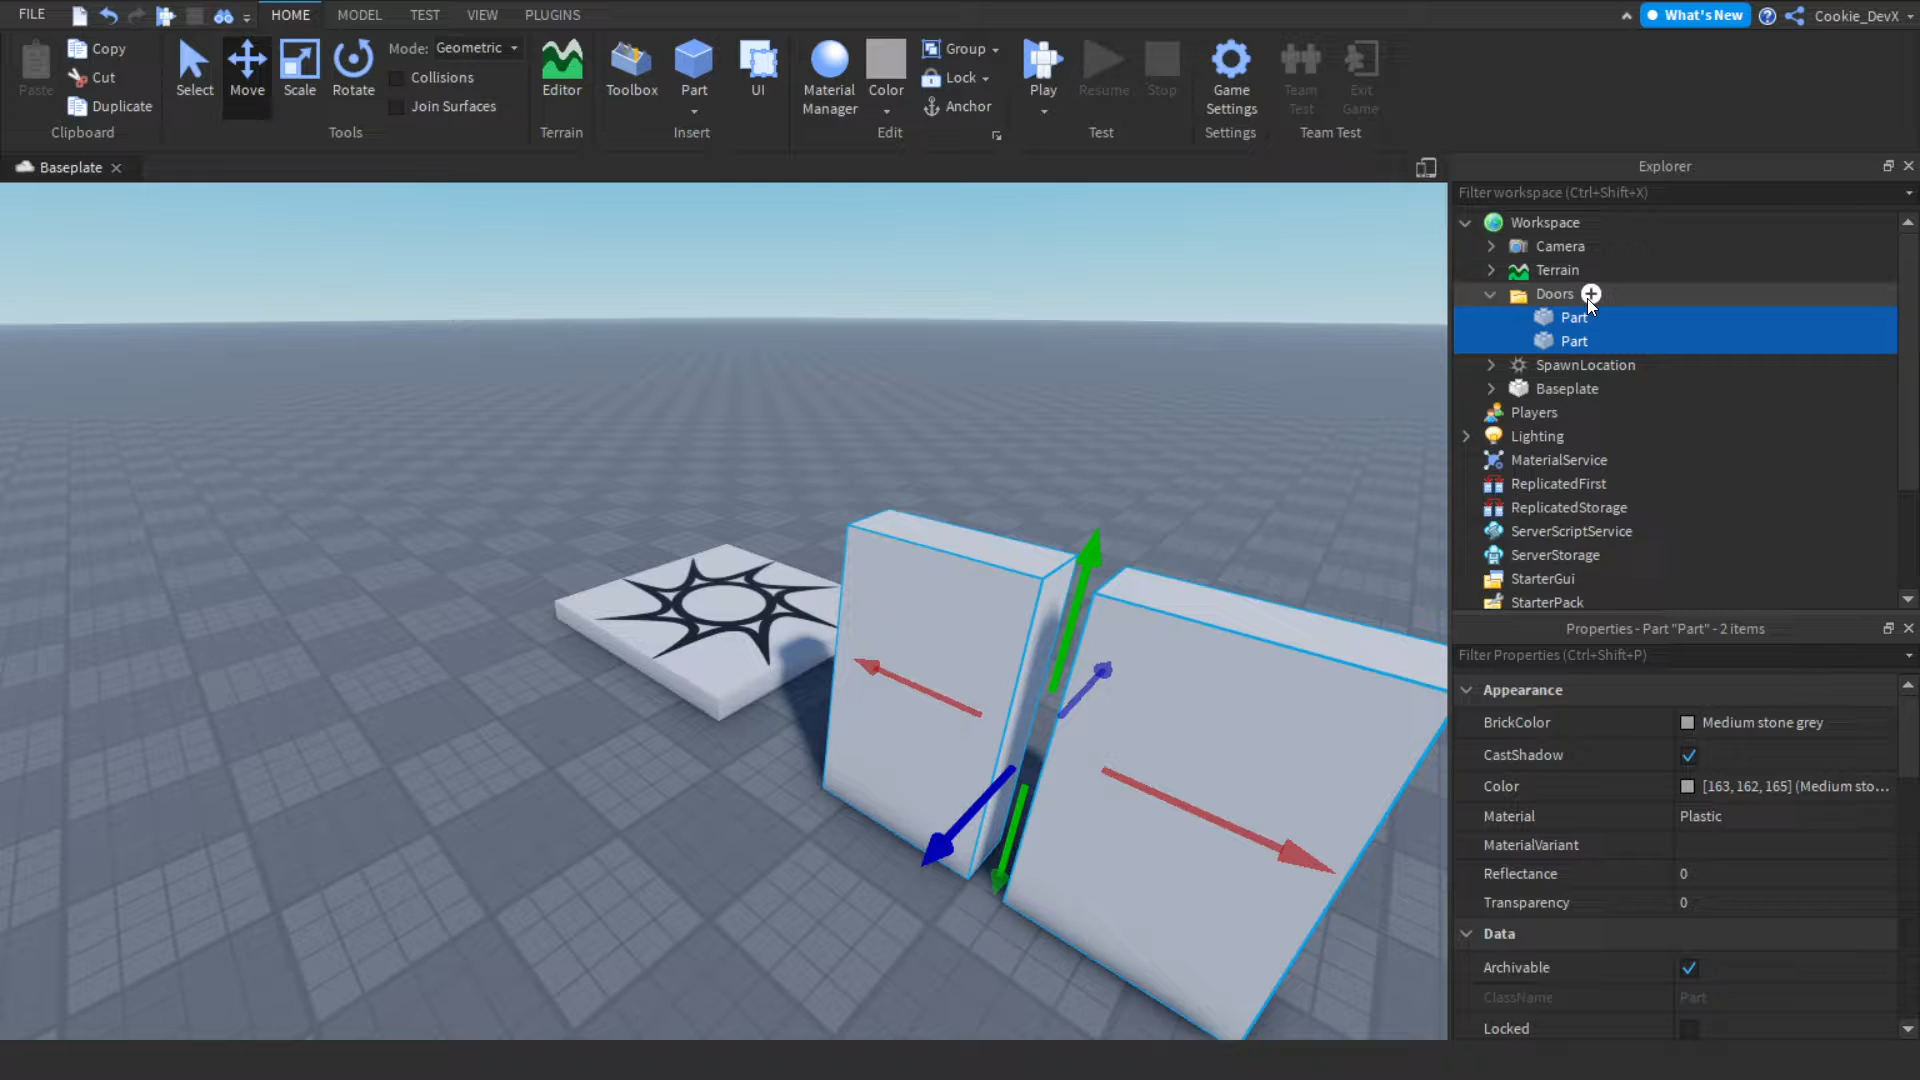 FILE HOME MODEL TEST VIEW PLUGINS What's New Cookie_DevX
Paste Copy Cut Duplicate
Clipboard
Select Move Scale Rotate
Mode: Geometric
Collisions
Join Surfaces
Tools
Editor
Terrain
Toolbox Part UI
Insert
Material Manager Color
Group
Lock
Anchor
Edit
Play Resume Stop
Test
Game Settings
Settings
Team Test Exit Game
Team Test
Baseplate
Explorer
Filter workspace (Ctrl+Shift+X)
Workspace
Camera
Terrain
Doors
Part
Part
SpawnLocation
Baseplate
Players
Lighting
MaterialService
ReplicatedFirst
ReplicatedStorage
ServerScriptService
ServerStorage
StarterGui
StarterPack
Properties - Part "Part" - 2 items
Filter Properties (Ctrl+Shift+P)
Appearance
BrickColor Medium stone grey
CastShadow
Color [163, 162, 165] (Medium sto...
Material Plastic
MaterialVariant
Reflectance 0
Transparency 0
Data
Archivable
ClassName Part
Locked